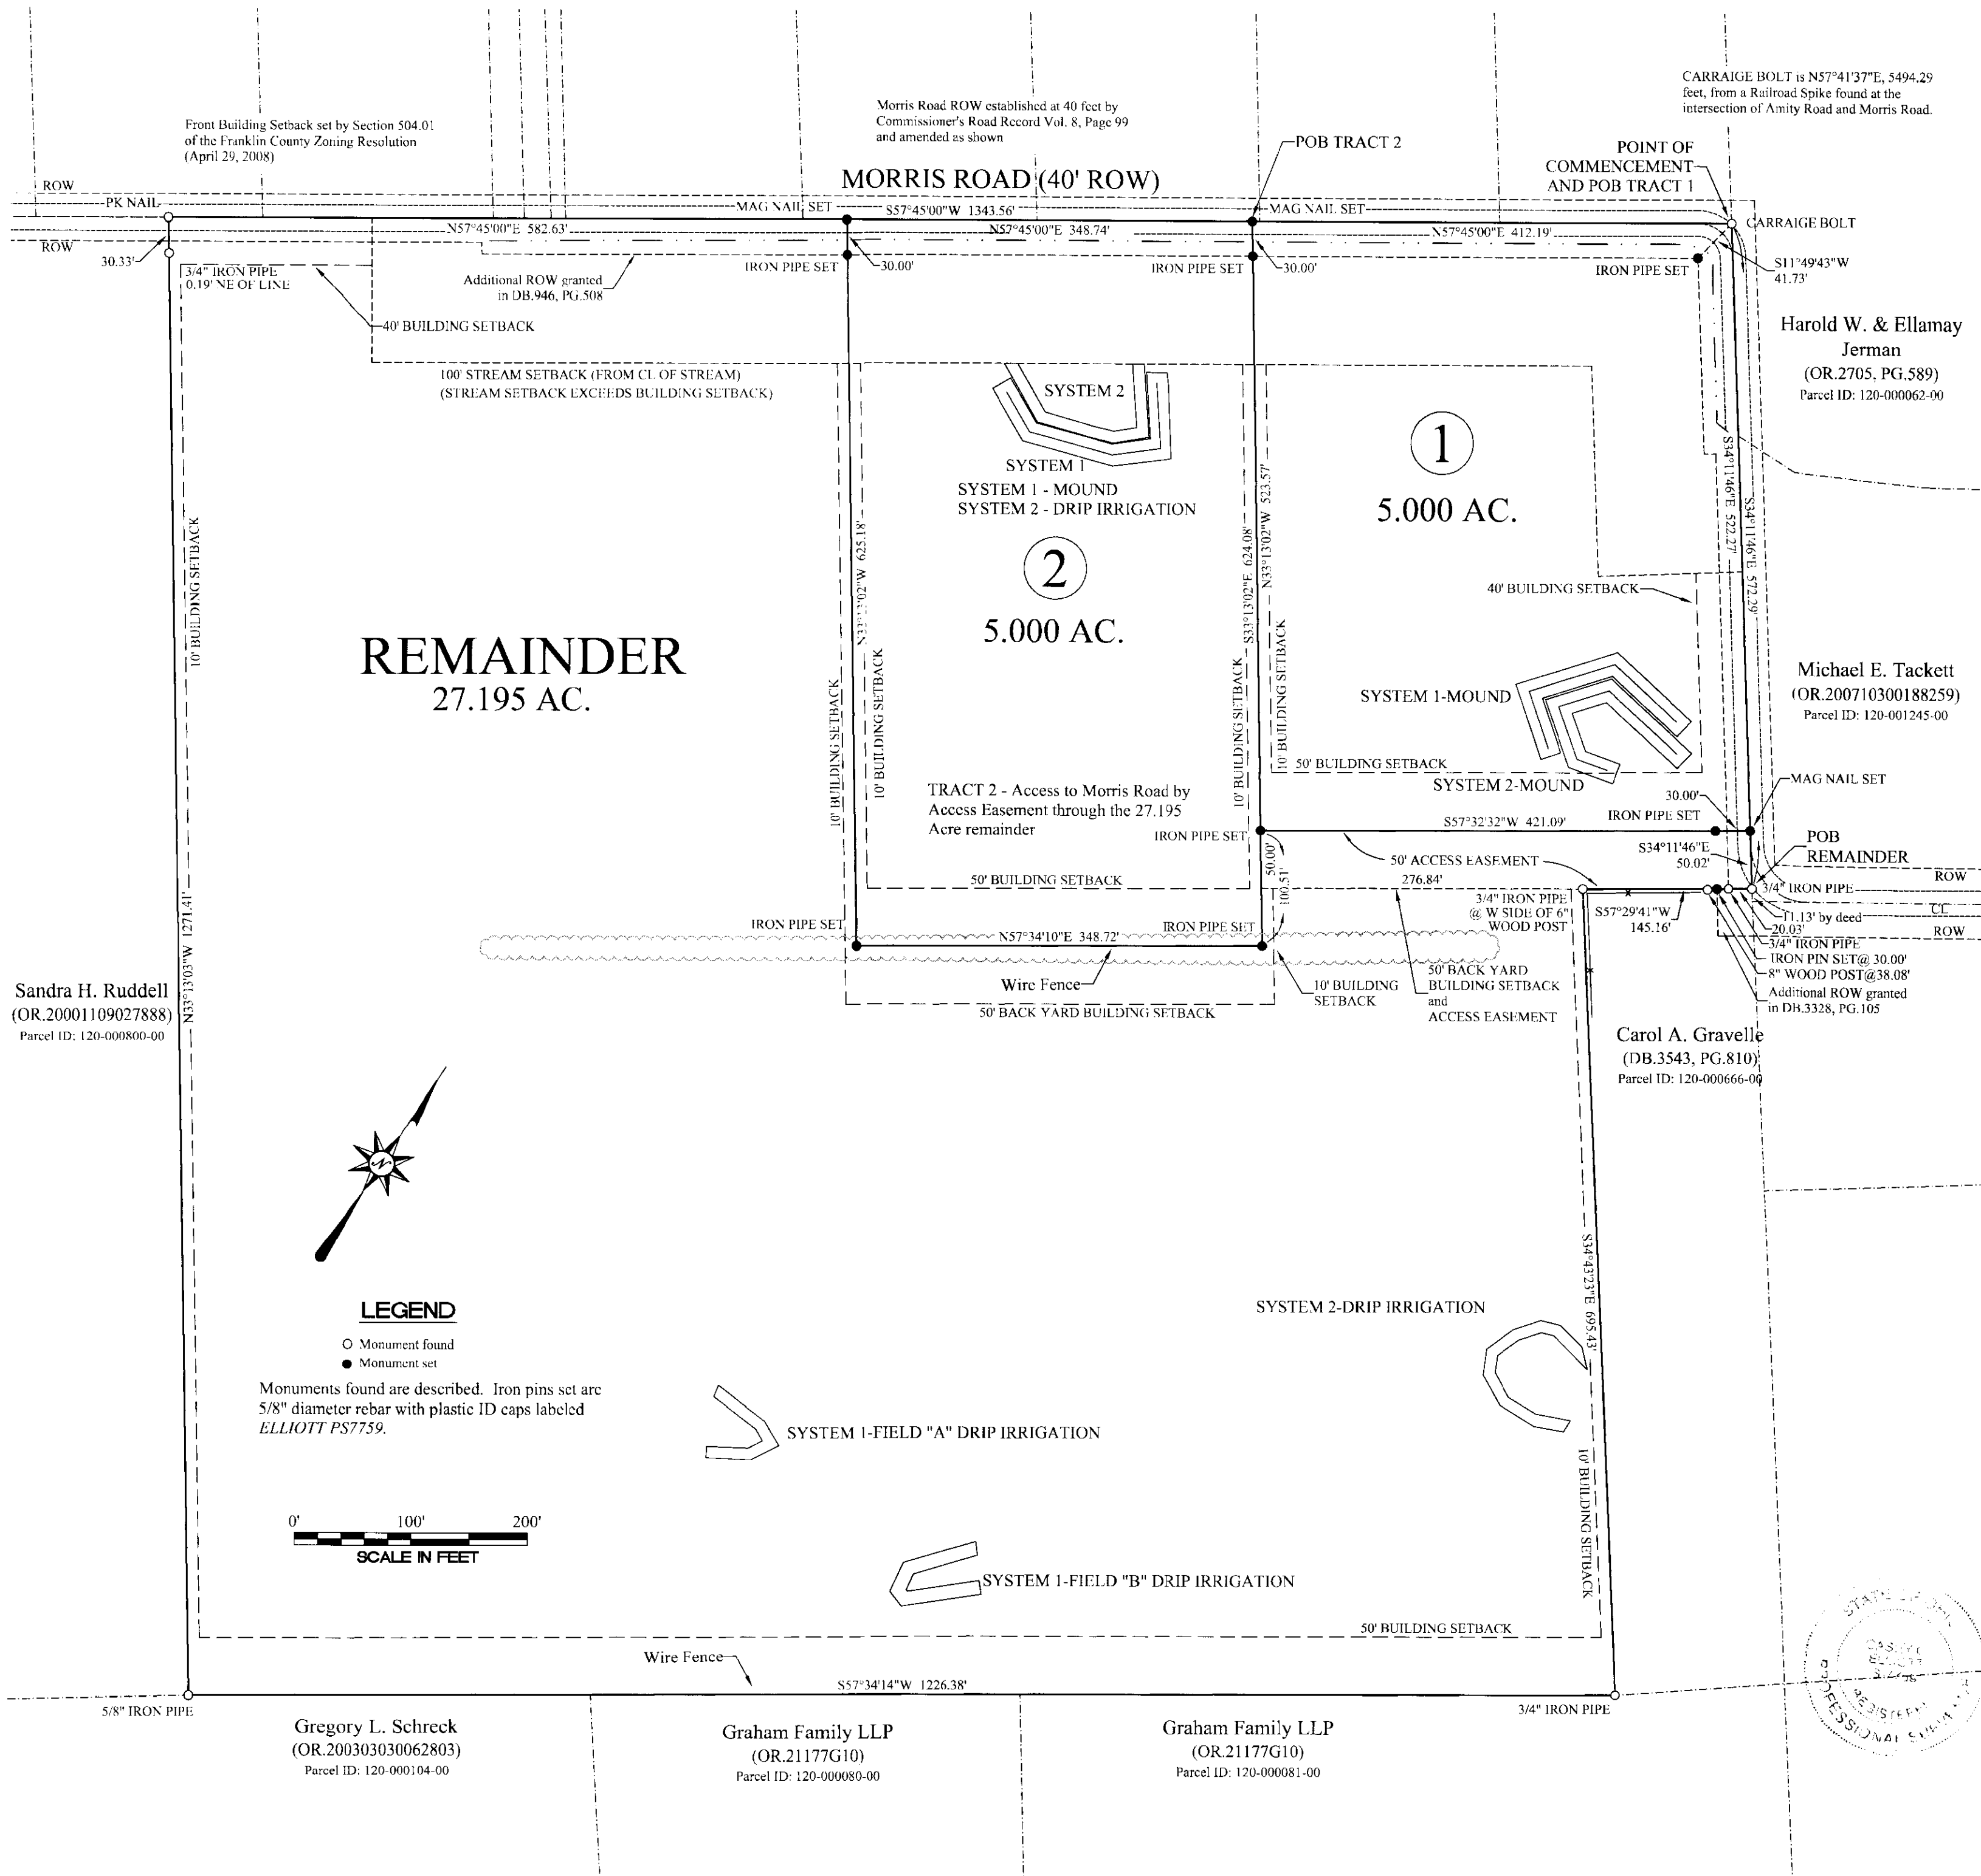 CARRAIGE BOLT is N57°41'37"E, 5494.29
feet, from a Railroad Spike found at the
intersection of Amity Road and Morris Road.
Morris Road ROW established at 40 feet by
Commissioner's Road Record Vol. 8, Page 99
and amended as shown
Front Building Setback set by Section 504.01
of the Franklin County Zoning Resolution
(April 29, 2008)
POB TRACT 2
POINT OF
COMMENCEMENT
AND POB TRACT 1
MORRIS ROAD (40' ROW)
ROW
PK NAIL
MAG NAIL SET
S57°45'00"W 1343.56'
MAG NAIL SET
CARRAIGE BOLT
N57°45'00"E 582.63'
N57°45'00"E 348.74'
N57°45'00"E 412.19'
ROW
30.33'
3/4" IRON PIPE
0.19' NE OF LINE
Additional ROW granted
in DB.946, PG.508
IRON PIPE SET
30.00'
IRON PIPE SET
30.00'
IRON PIPE SET
S11°49'43"W
41.73'
40' BUILDING SETBACK
100' STREAM SETBACK (FROM CL OF STREAM)
(STREAM SETBACK EXCEEDS BUILDING SETBACK)
Harold W. & Ellamay
Jerman
(OR.2705, PG.589)
Parcel ID: 120-000062-00
SYSTEM 2
SYSTEM 1
SYSTEM 1 - MOUND
SYSTEM 2 - DRIP IRRIGATION
1
5.000 AC.
2
5.000 AC.
10' BUILDING SETBACK
N33°13'02"W 625.18'
S33°13'02"E 624.08'
N33°13'02"W 523.57'
S34°11'46"E 522.27'
S34°11'46"E 572.29'
40' BUILDING SETBACK
REMAINDER
27.195 AC.
10' BUILDING SETBACK
10' BUILDING SETBACK
10' BUILDING SETBACK
10' BUILDING SETBACK
SYSTEM 1-MOUND
Michael E. Tackett
(OR.200710300188259)
Parcel ID: 120-001245-00
50' BUILDING SETBACK
SYSTEM 2-MOUND
MAG NAIL SET
TRACT 2 - Access to Morris Road by
Access Easement through the 27.195
Acre remainder
30.00'
IRON PIPE SET
S57°32'32"W 421.09'
IRON PIPE SET
S34°11'46"E
50.02'
POB
REMAINDER
50' ACCESS EASEMENT
50.00'
100.51'
276.84'
50' BUILDING SETBACK
3/4" IRON PIPE
@ W SIDE OF 6"
WOOD POST
S57°29'41"W
145.16'
3/4" IRON PIPE
ROW
11.13' by deed
CL
20.03'
ROW
3/4" IRON PIPE
IRON PIN SET@ 30.00'
8" WOOD POST@38.08'
Additional ROW granted
in DB.3328, PG.105
IRON PIPE SET
N57°34'10"E 348.72'
IRON PIPE SET
Wire Fence
10' BUILDING
SETBACK
50' BACK YARD
BUILDING SETBACK
and
ACCESS EASEMENT
50' BACK YARD BUILDING SETBACK
Sandra H. Ruddell
(OR.20001109027888)
Parcel ID: 120-000800-00
N33°13'03"W 1271.41'
Carol A. Gravelle
(DB.3543, PG.810)
Parcel ID: 120-000666-00
N
LEGEND
Monument found
Monument set
Monuments found are described. Iron pins set are
5/8" diameter rebar with plastic ID caps labeled
ELLIOTT PS7759.
SYSTEM 2-DRIP IRRIGATION
S34°43'23"E 695.43'
10' BUILDING SETBACK
SYSTEM 1-FIELD "A" DRIP IRRIGATION
0' 100' 200'
SCALE IN FEET
SYSTEM 1-FIELD "B" DRIP IRRIGATION
50' BUILDING SETBACK
Wire Fence
S57°34'14"W 1226.38'
5/8" IRON PIPE
3/4" IRON PIPE
Gregory L. Schreck
(OR.200303030062803)
Parcel ID: 120-000104-00
Graham Family LLP
(OR.21177G10)
Parcel ID: 120-000080-00
Graham Family LLP
(OR.21177G10)
Parcel ID: 120-000081-00
STATE OF
PROFESSIONAL